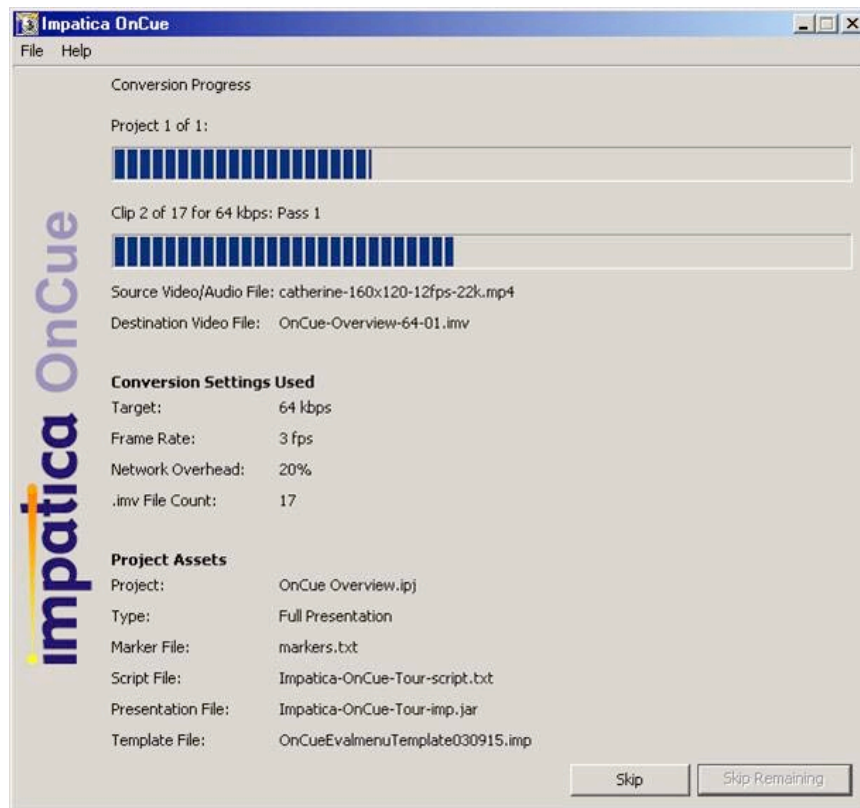 Impatica OnCue
File Help
impatica OnCue
Conversion Progress
Project 1 of 1:
Clip 2 of 17 for 64 kbps: Pass 1
Source Video/Audio File: catherine-160x120-12fps-22k.mp4
Destination Video File: OnCue-Overview-64-01.imv
Conversion Settings Used
Target: 64 kbps
Frame Rate: 3 fps
Network Overhead: 20%
.imv File Count: 17
Project Assets
Project: OnCue Overview.ipj
Type: Full Presentation
Marker File: markers.txt
Script File: Impatica-OnCue-Tour-script.txt
Presentation File: Impatica-OnCue-Tour-imp.jar
Template File: OnCueEvalmenuTemplate030915.imp
Skip Skip Remaining